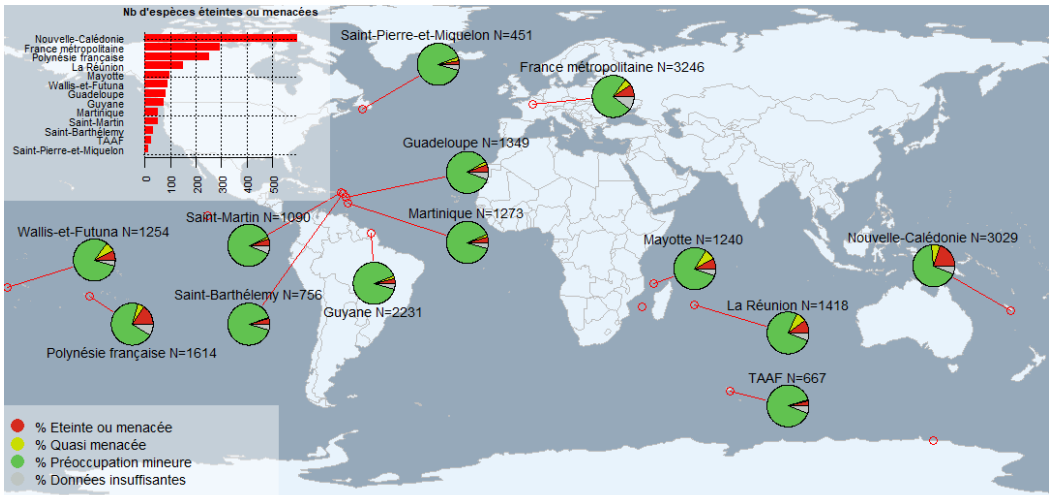 Nb d'espèces éteintes ou menacées
Nouvelle-Calédonie
France métropolitaine
Polynésie française
La Réunion
Mayotte
Wallis-et-Futuna
Guadeloupe
Guyane
Martinique
Saint-Martin
Saint-Barthélemy
TAAF
Saint-Pierre-et-Miquelon
0 100 200 300 400 500
Saint-Pierre-et-Miquelon N=451
France métropolitaine N=3246
Guadeloupe N=1349
Saint-Martin N=1090
Martinique N=1273
Wallis-et-Futuna N=1254
Mayotte N=1240
Nouvelle-Calédonie N=3029
Saint-Barthélemy N=756
Guyane N=2231
La Réunion N=1418
Polynésie française N=1614
TAAF N=667
% Eteinte ou menacée
% Quasi menacée
% Préoccupation mineure
% Données insuffisantes